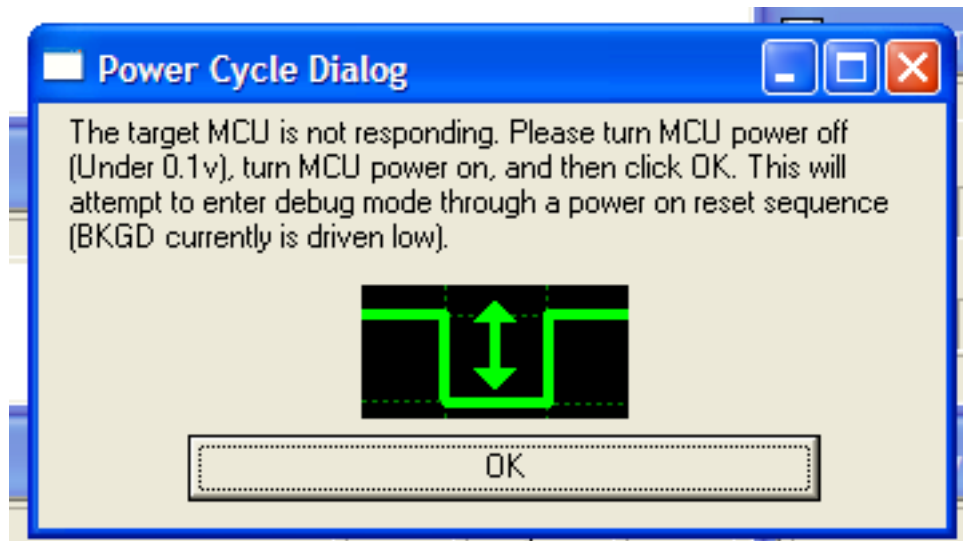 Power Cycle Dialog
The target MCU is not responding. Please turn MCU power off
(Under 0.1v), turn MCU power on, and then click OK. This will
attempt to enter debug mode through a power on reset sequence
(BKGD currently is driven low).
OK